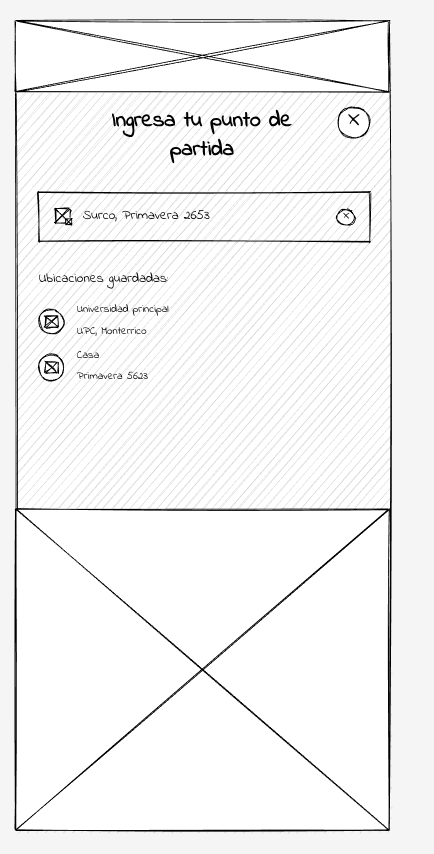 Ingresa tu punto de
partida
Surco, Primavera 2653
Ubicaciones guardadas
Universidad principal
UPC, Monterrico
Casa
Primavera 5623